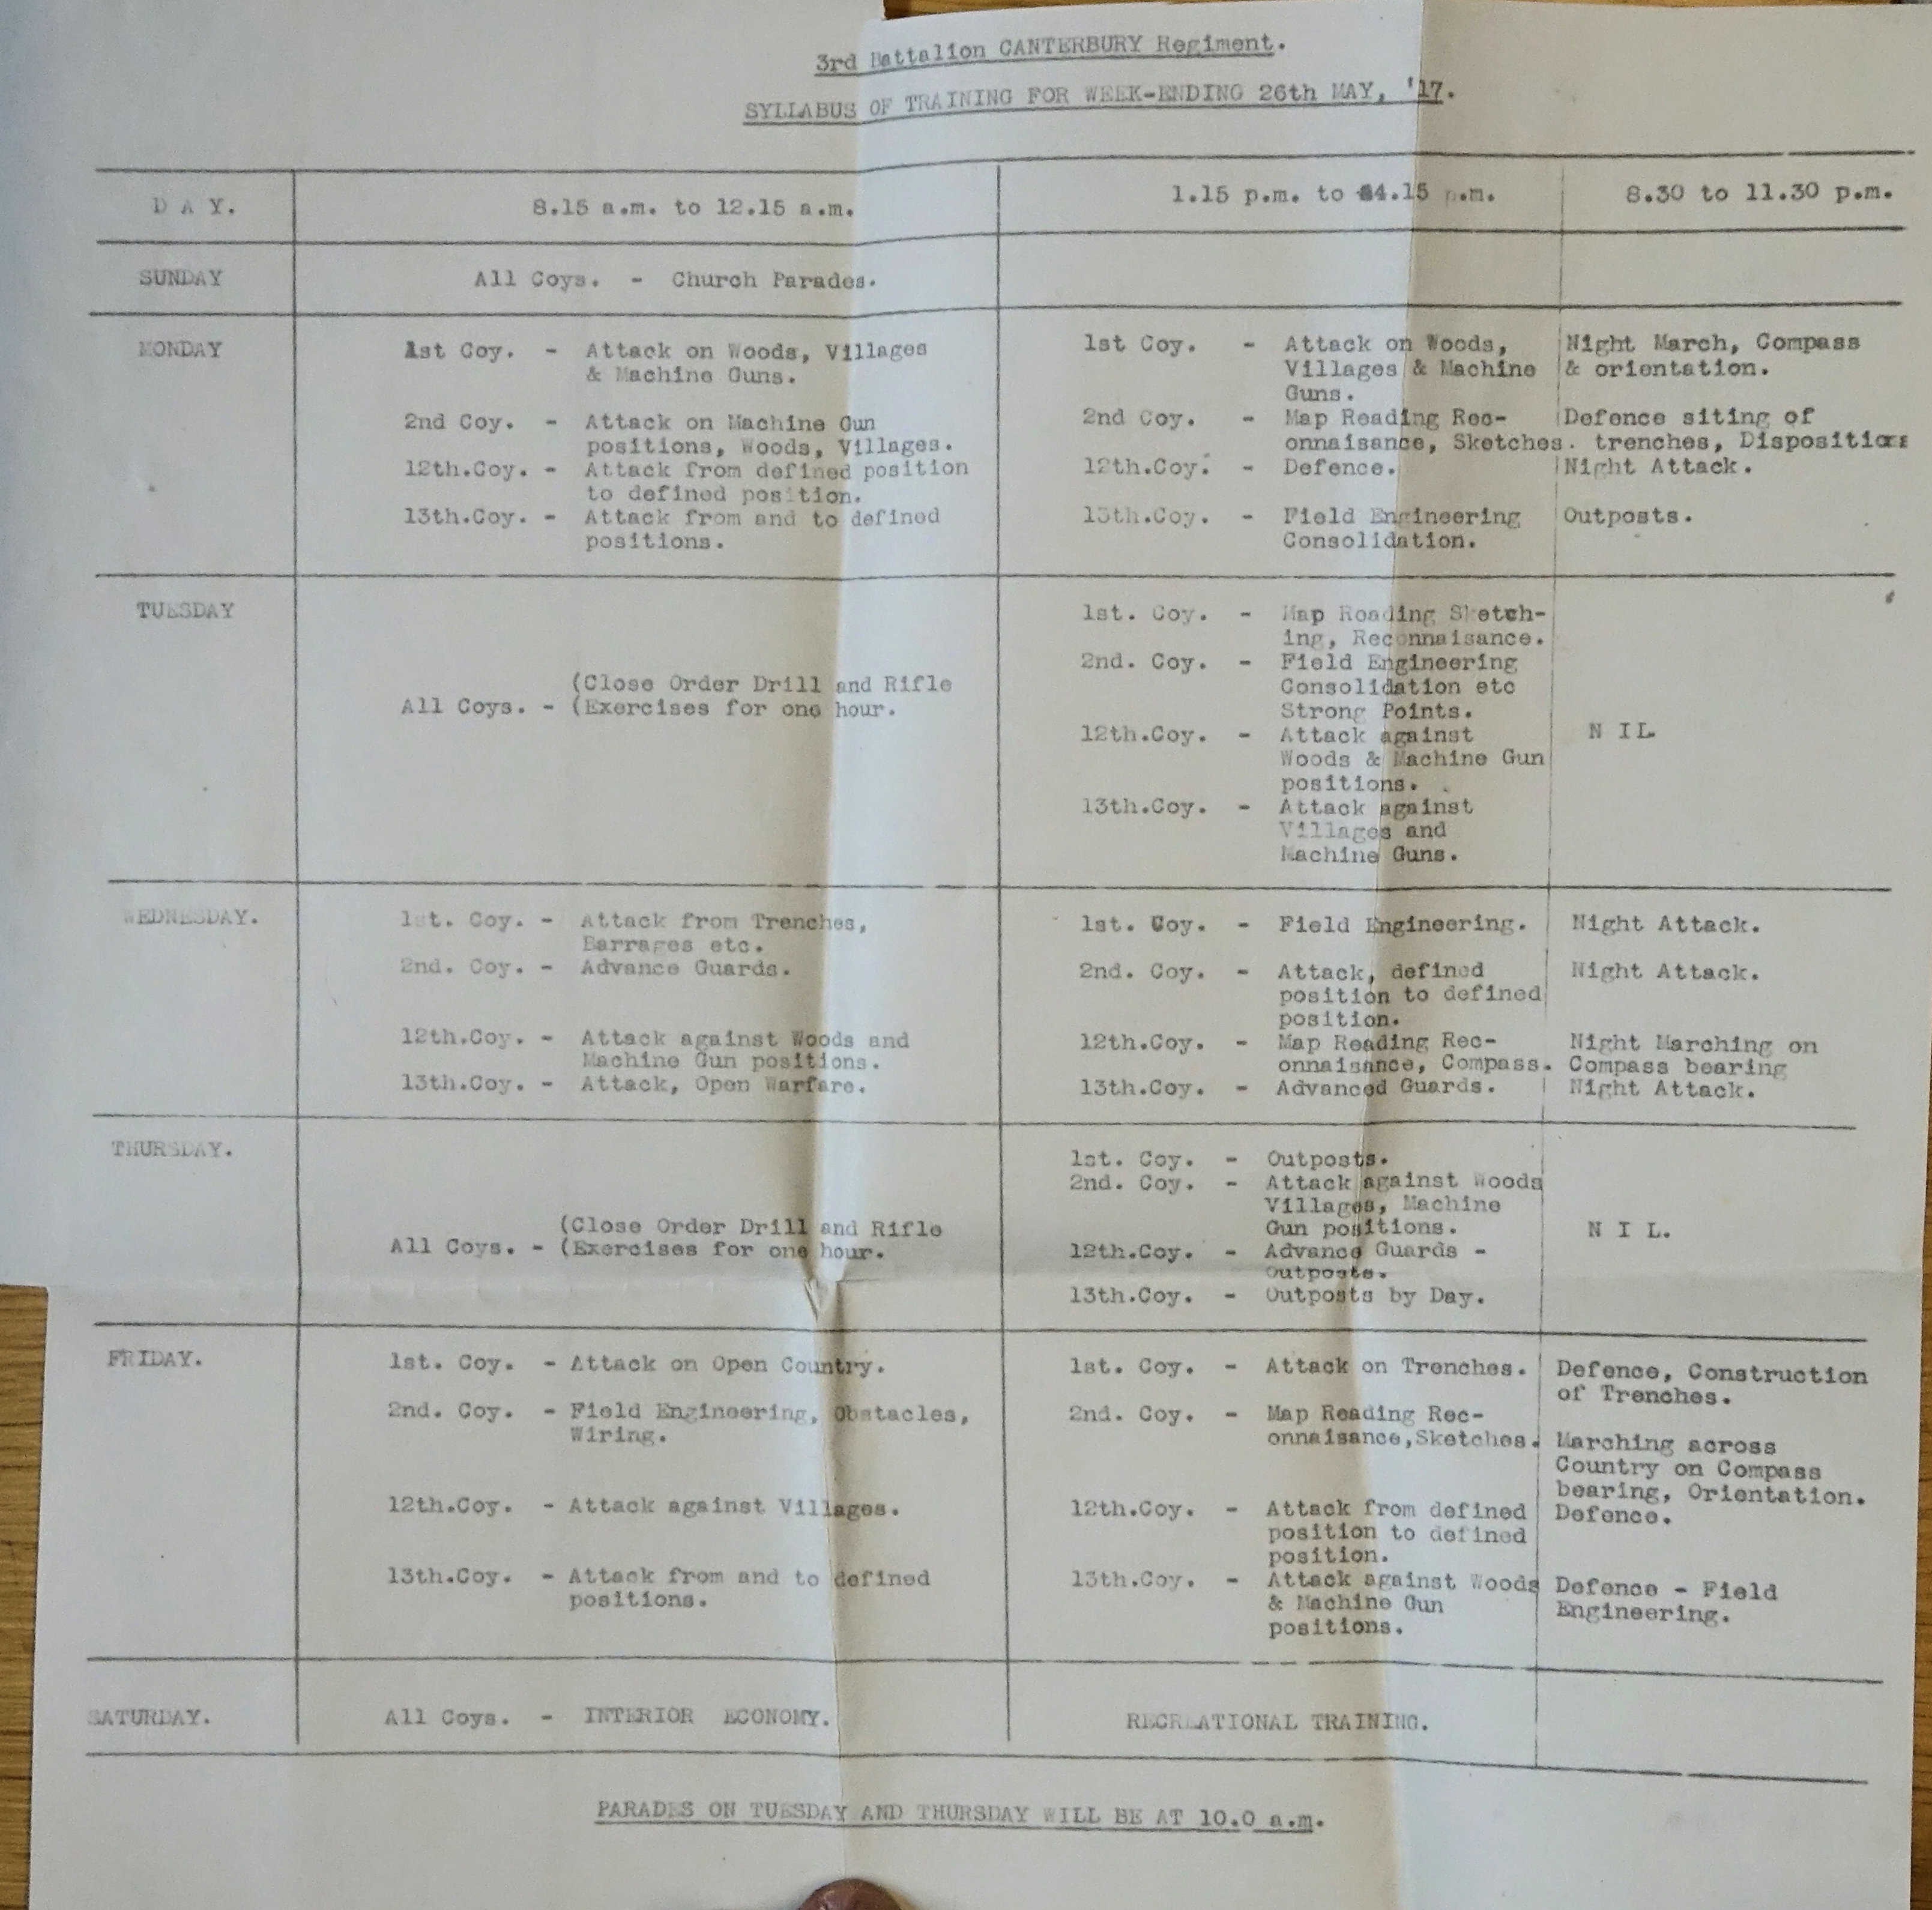 3rd Battalion CANTERBURY Regiment.
SYLLABUS OF TRAINING FOR WEEK-ENDING 26th MAY, '17.
D A Y.
8.15 a.m. to 12.15 a.m.
1.15 p.m. to 4.15 p.m.
8.30 to 11.30 p.m.
SUNDAY
All Coys. - Church Parades.
MONDAY
1st Coy. - Attack on Woods, Villages
& Machine Guns.
2nd Coy. - Attack on Machine Gun
positions, Woods, Villages.
12th.Coy. - Attack from defined position
to defined position.
13th.Coy. - Attack from and to defined
positions.
1st Coy. - Attack on Woods,
Villages & Machine
Guns.
2nd Coy. - Map Reading Rec-
onnaisance, Sketches.
12th.Coy. - Defence.
13th.Coy. - Field Engineering
Consolidation.
Night March, Compass
& orientation.
Defence siting of
trenches, Dispositions
Night Attack.
Outposts.
TUESDAY
All Coys. - (Close Order Drill and Rifle
(Exercises for one hour.
1st. Coy. - Map Reading Sketch-
ing, Reconnaisance.
2nd. Coy. - Field Engineering
Consolidation etc
Strong Points.
12th.Coy. - Attack against
Woods & Machine Gun
positions.
13th.Coy. - Attack against
Villages and
Machine Guns.
N IL.
WEDNESDAY.
1st. Coy. - Attack from Trenches,
Barrages etc.
2nd. Coy. - Advance Guards.
12th.Coy. - Attack against Woods and
Machine Gun positions.
13th.Coy. - Attack, Open Warfare.
1st. Coy. - Field Engineering.
2nd. Coy. - Attack, defined
position to defined
position.
12th.Coy. - Map Reading Rec-
onnaisance, Compass.
13th.Coy. - Advanced Guards.
Night Attack.
Night Attack.
Night Marching on
Compass bearing
Night Attack.
THURSDAY.
All Coys. - (Close Order Drill and Rifle
(Exercises for one hour.
1st. Coy. - Outposts.
2nd. Coy. - Attack against Woods
Villages, Machine
Gun positions.
12th.Coy. - Advance Guards -
Outposts.
13th.Coy. - Outposts by Day.
N I L.
FRIDAY.
1st. Coy. - Attack on Open Country.
2nd. Coy. - Field Engineering, Obstacles,
Wiring.
12th.Coy. - Attack against Villages.
13th.Coy. - Attack from and to defined
positions.
1st. Coy. - Attack on Trenches.
2nd. Coy. - Map Reading Rec-
onnaisance,Sketches.
12th.Coy. - Attack from defined
position to defined
position.
13th.Coy. - Attack against Woods
& Machine Gun
positions.
Defence, Construction
of Trenches.
Marching across
Country on Compass
bearing, Orientation.
Defence.
Defence - Field
Engineering.
SATURDAY.
All Coys. - INTERIOR ECONOMY.
RECREATIONAL TRAINING.
PARADES ON TUESDAY AND THURSDAY WILL BE AT 10.0 a.m.